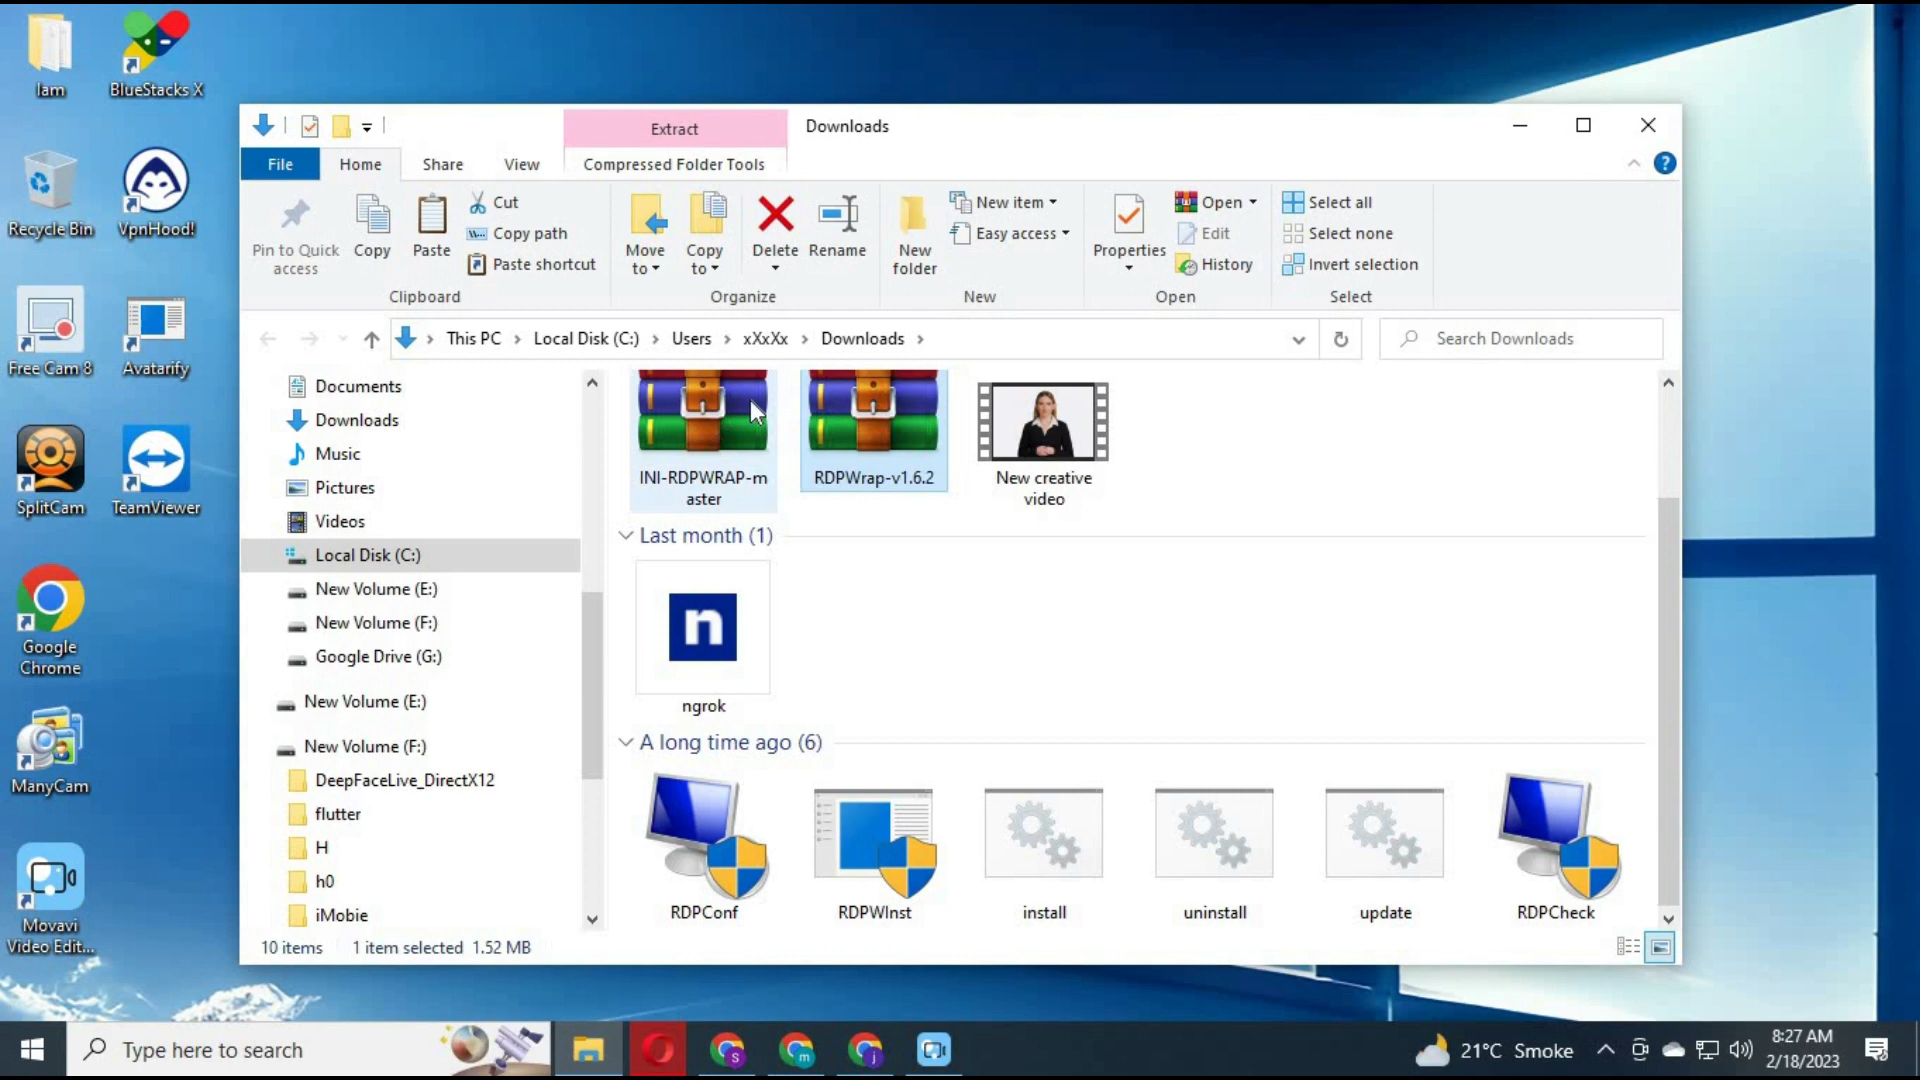 Iam
BlueStacks X
Recycle Bin
VpnHood!
Free Cam 8
Avatarify
SplitCam
TeamViewer
Google
Chrome
ManyCam
Movavi
Video Edit...
Extract
Downloads
File
Home
Share
View
Compressed Folder Tools
Pin to Quick
access
Copy
Paste
Cut
Copy path
Paste shortcut
Clipboard
Move
to
Copy
to
Delete
Rename
Organize
New
folder
New item
Easy access
New
Properties
Open
Edit
History
Open
Select all
Select none
Invert selection
Select
This PC > Local Disk (C:) > Users > xXxXx > Downloads >
Search Downloads
Documents
Downloads
Music
Pictures
Videos
Local Disk (C:)
New Volume (E:)
New Volume (F:)
Google Drive (G:)
New Volume (E:)
New Volume (F:)
DeepFaceLive_DirectX12
flutter
H
h0
iMobie
INI-RDPWRAP-m
aster
RDPWrap-v1.6.2
New creative
video
Last month (1)
n
ngrok
A long time ago (6)
RDPConf
RDPWInst
install
uninstall
update
RDPCheck
10 items
1 item selected 1.52 MB
Type here to search
s
m
j
21°C Smoke
8:27 AM
2/18/2023